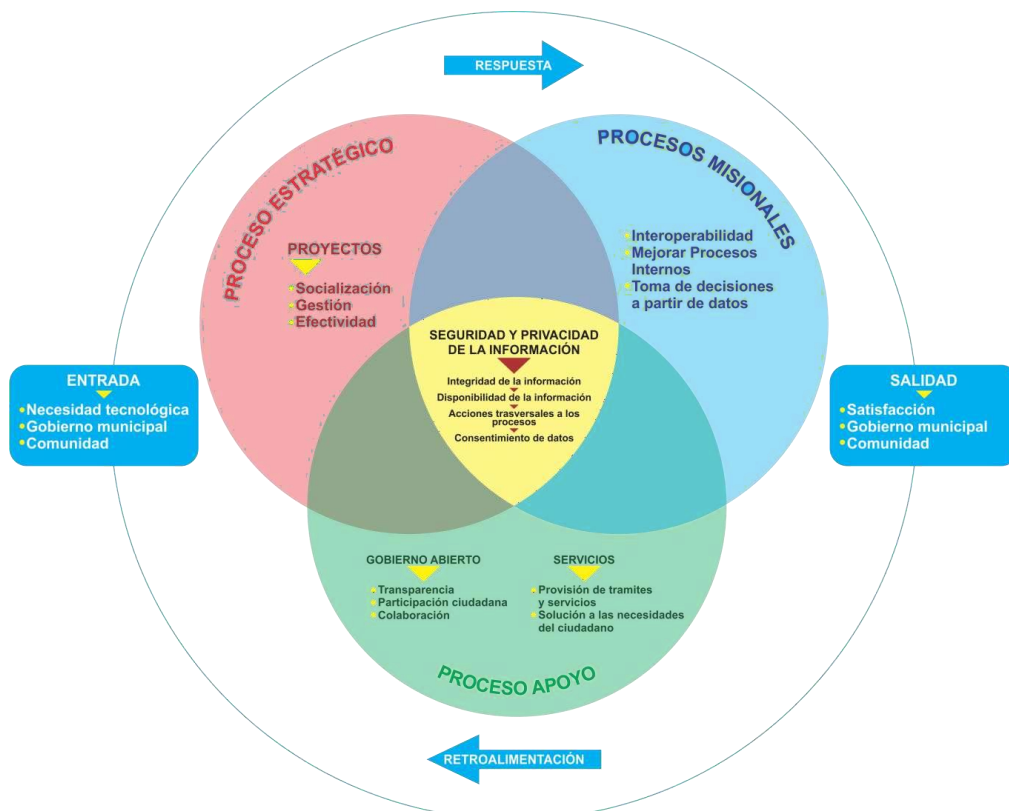 RESPUESTA
PROCESO ESTRATÉGICO
PROYECTOS
Socialización
Gestión
Efectividad
PROCESOS MISIONALES
Interoperabilidad
Mejorar Procesos
Internos
Toma de decisiones
a partir de datos
SEGURIDAD Y PRIVACIDAD
DE LA INFORMACIÓN
Integridad de la información
Disponibilidad de la información
Acciones trasversales a los
procesos
Consentimiento de datos
ENTRADA
Necesidad tecnológica
Gobierno municipal
Comunidad
SALIDAD
Satisfacción
Gobierno municipal
Comunidad
GOBIERNO ABIERTO
Transparencia
Participación ciudadana
Colaboración
SERVICIOS
Provisión de tramites
y servicios
Solución a las necesidades
del ciudadano
PROCESO APOYO
RETROALIMENTACIÓN